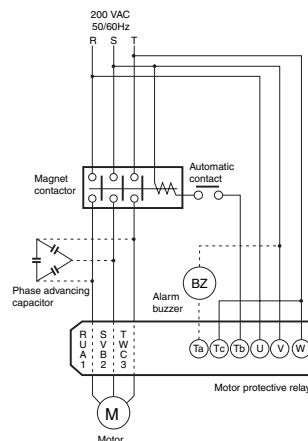 200 VAC
50/60Hz
R S T
Magnet
contactor
Automatic
contact
Phase advancing
capacitor
BZ
Alarm
buzzer
R U A 1
S V B 2
T W C 3
Ta Tc Tb U V W
Motor protective relay
M
Motor